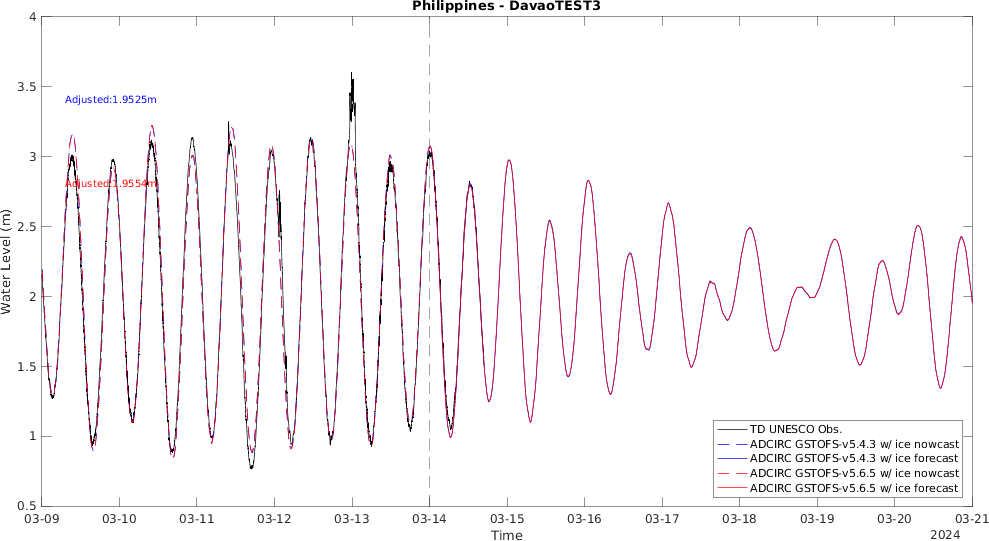 Philippines - DavaoTEST3
4
3.5
3
2.5
2
1.5
1
0.5
Water Level (m)
Adjusted:1.9525m
Adjusted:1.9554m
TD UNESCO Obs.
ADCIRC GSTOFS-v5.4.3 w/ ice nowcast
ADCIRC GSTOFS-v5.4.3 w/ ice forecast
ADCIRC GSTOFS-v5.6.5 w/ ice nowcast
ADCIRC GSTOFS-v5.6.5 w/ ice forecast
03-09 03-10 03-11 03-12 03-13 03-14 03-15 03-16 03-17 03-18 03-19 03-20 03-21
Time
2024